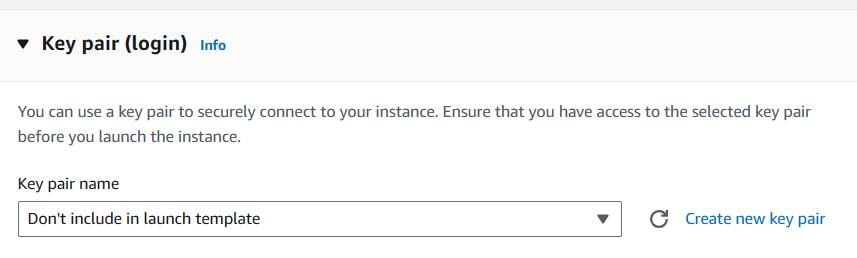 Key pair (login) Info
You can use a key pair to securely connect to your instance. Ensure that you have access to the selected key pair
before you launch the instance.
Key pair name
Don't include in launch template
Create new key pair